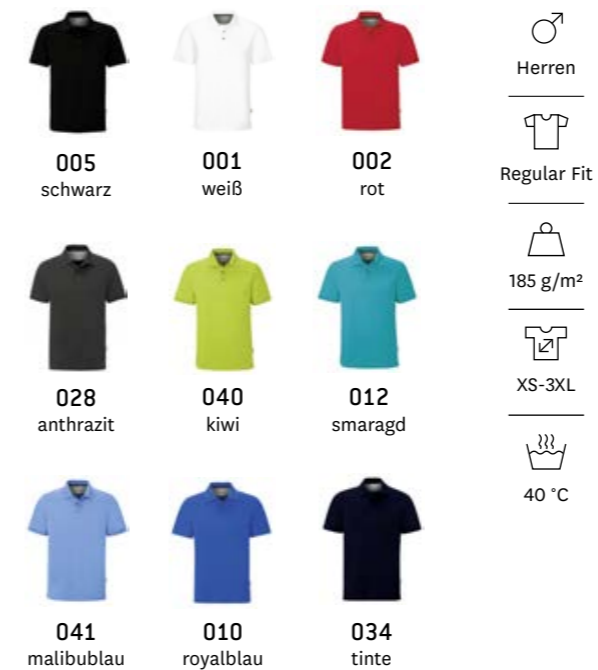 005
schwarz
001
weiß
002
rot
028
anthrazit
040
kiwi
012
smaragd
041
malibublau
010
royalblau
034
tinte
Herren
Regular Fit
185 g/m²
XS-3XL
40 °C